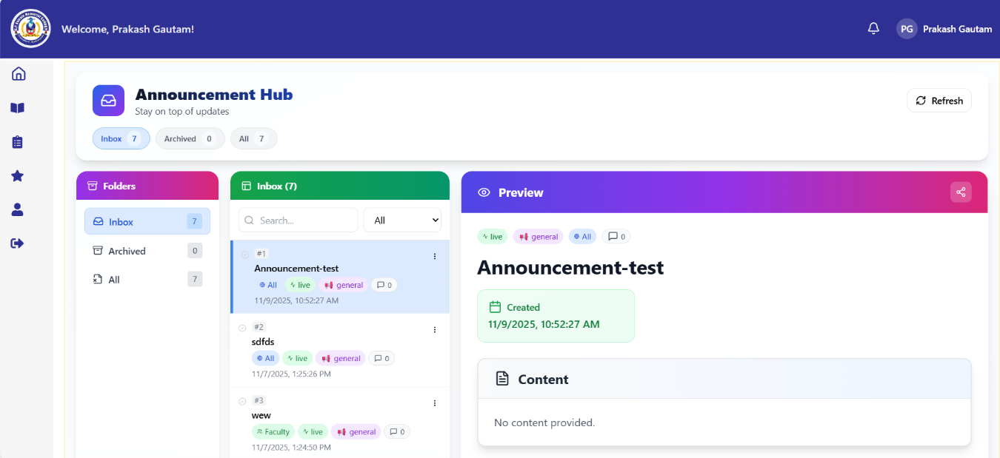 Welcome, Prakash Gautam!
PG Prakash Gautam
Announcement Hub
Stay on top of updates
Refresh
Inbox 7 Archived 0 All 7
Folders
Inbox 7
Archived 0
All 7
Inbox (7)
Search... All
#1
Announcement-test
All live general 0
11/9/2025, 10:52:27 AM
#2
sdfds
All live general 0
11/7/2025, 1:25:26 PM
#3
wew
Faculty live general 0
11/7/2025, 1:24:50 PM
Preview
live general All 0
Announcement-test
Created
11/9/2025, 10:52:27 AM
Content
No content provided.